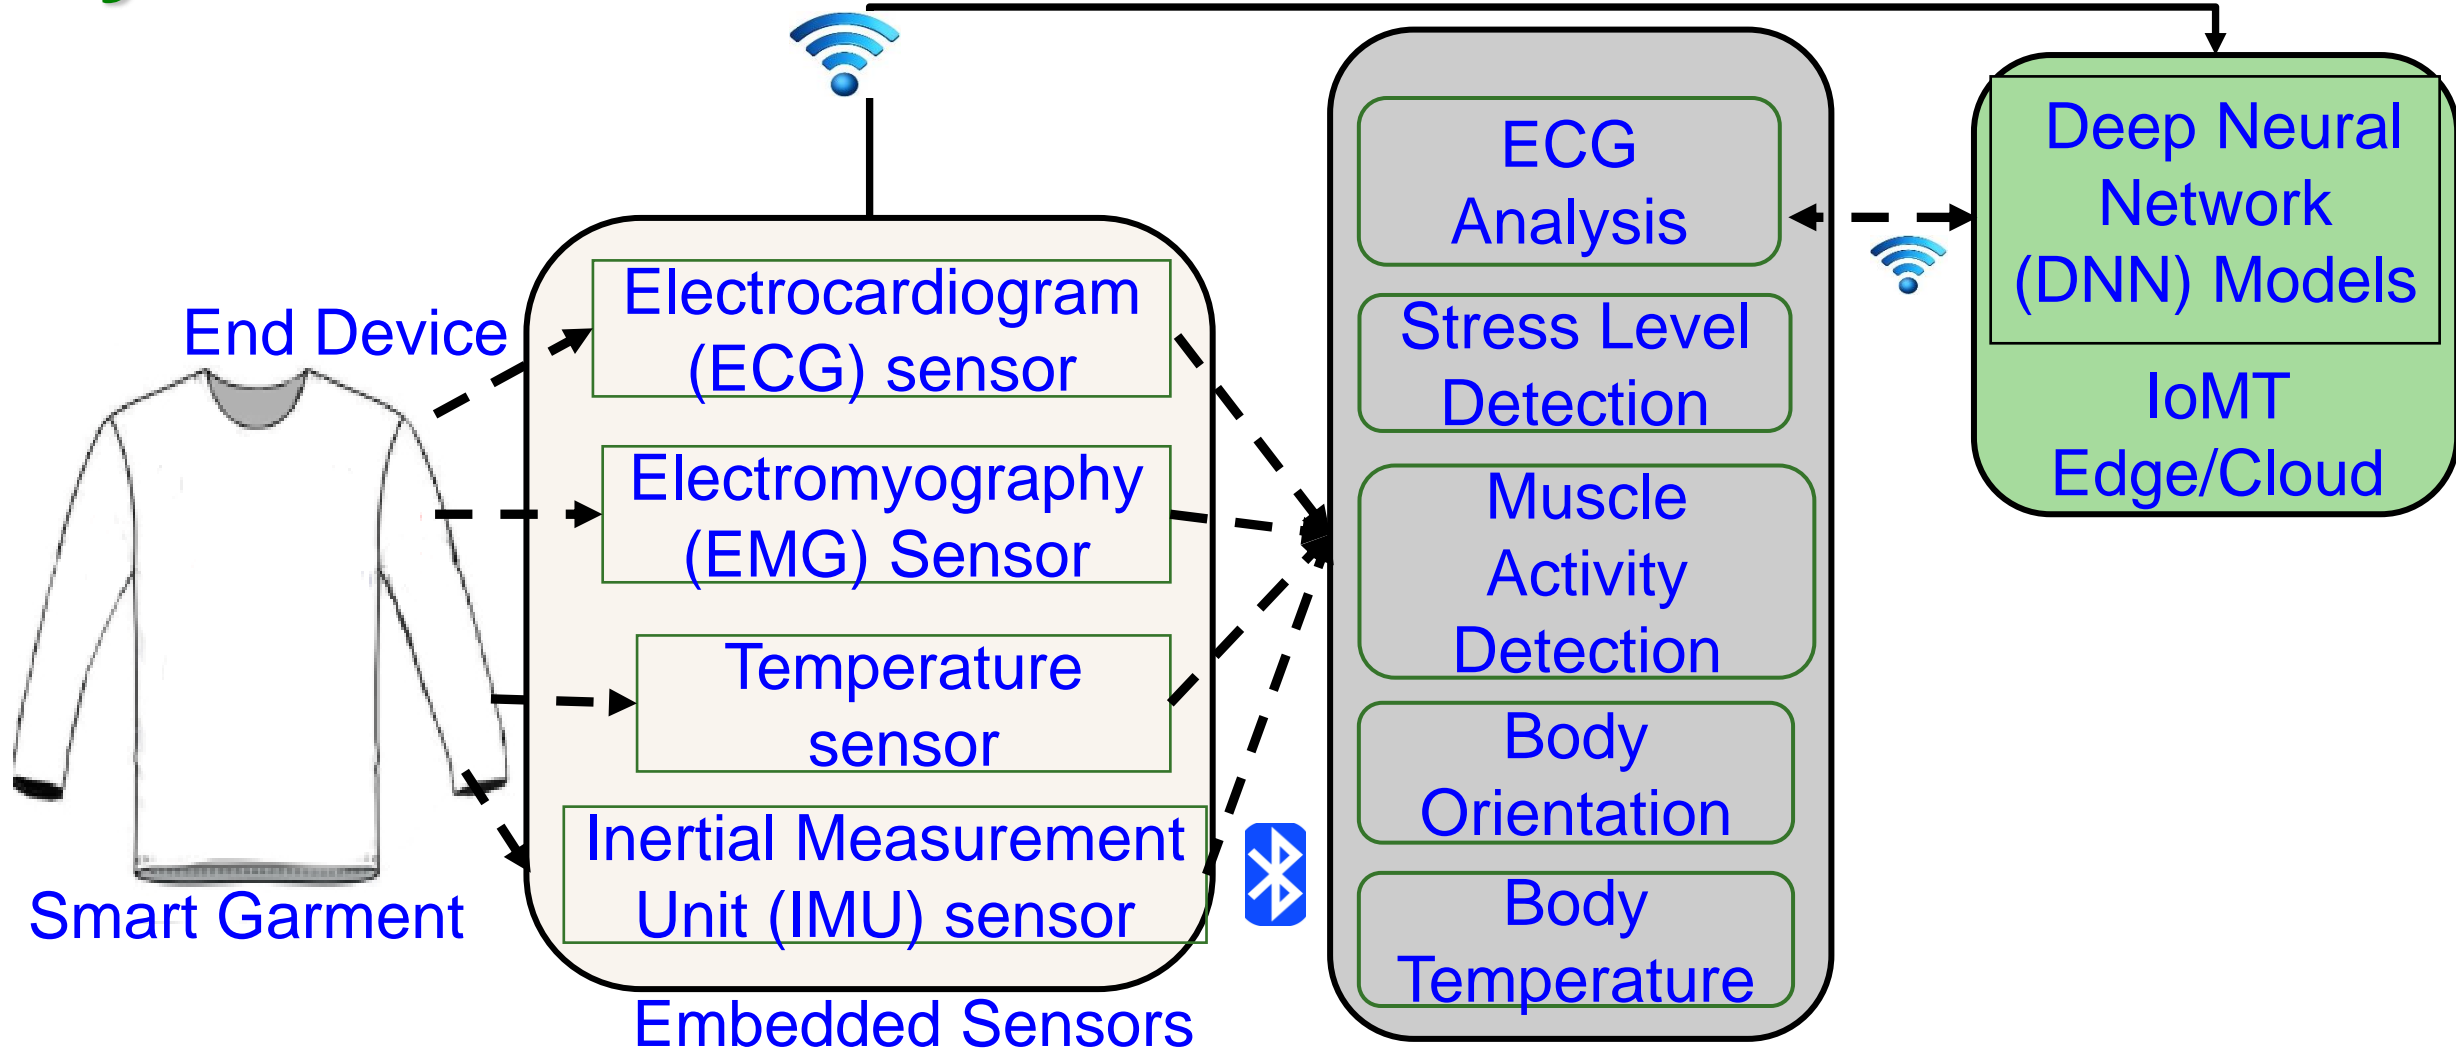 End Device
Smart Garment
Electrocardiogram
(ECG) sensor
Electromyography
(EMG) Sensor
Temperature
sensor
Inertial Measurement
Unit (IMU) sensor
Embedded Sensors
ECG
Analysis
Stress Level
Detection
Muscle
Activity
Detection
Body
Orientation
Body
Temperature
Deep Neural
Network
(DNN) Models
IoMT
Edge/Cloud